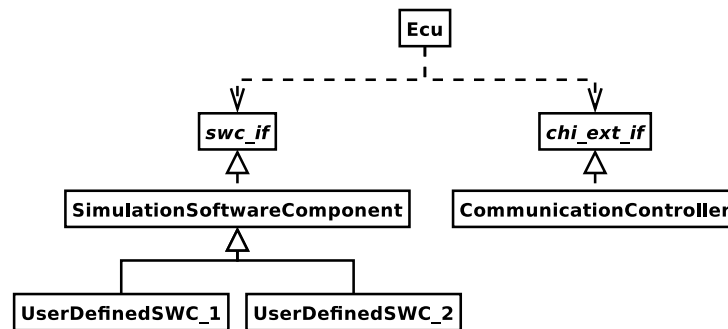 Ecu
swc_if
chi_ext_if
SimulationSoftwareComponent
CommunicationController
UserDefinedSWC_1
UserDefinedSWC_2